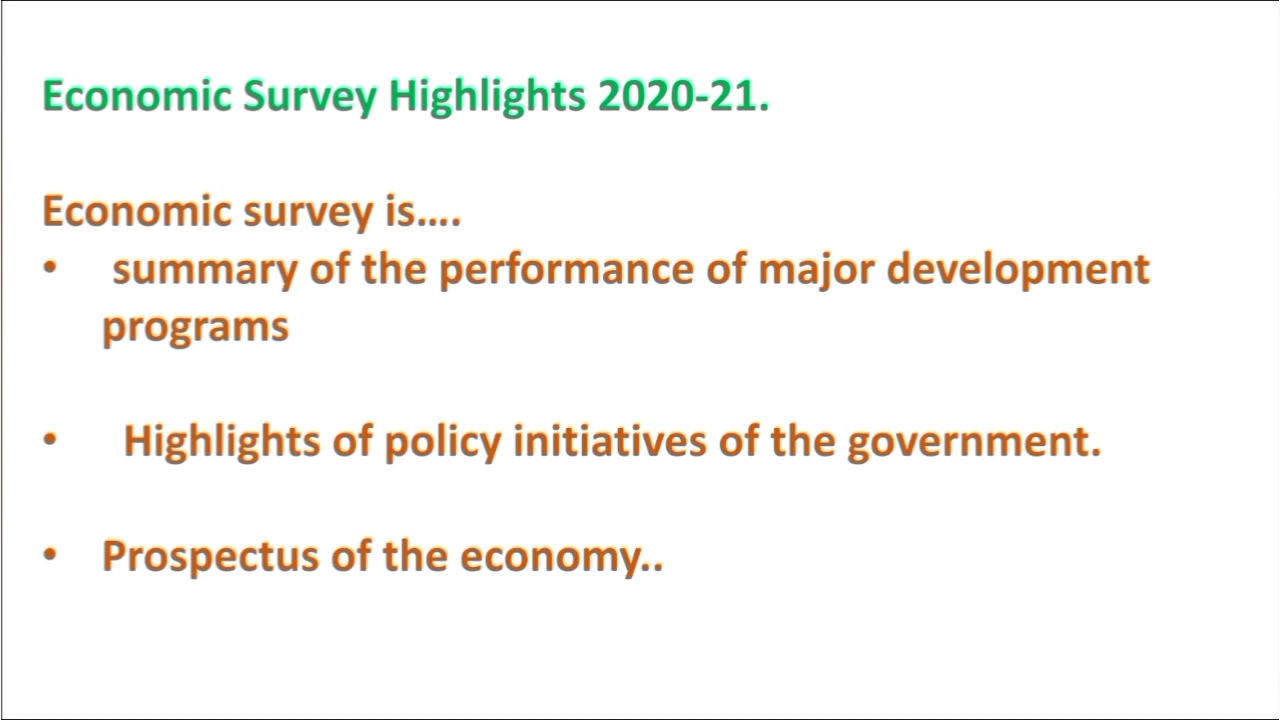 Economic Survey Highlights 2020-21.
Economic survey is....
• summary of the performance of major development
programs
• Highlights of policy initiatives of the government.
• Prospectus of the economy..